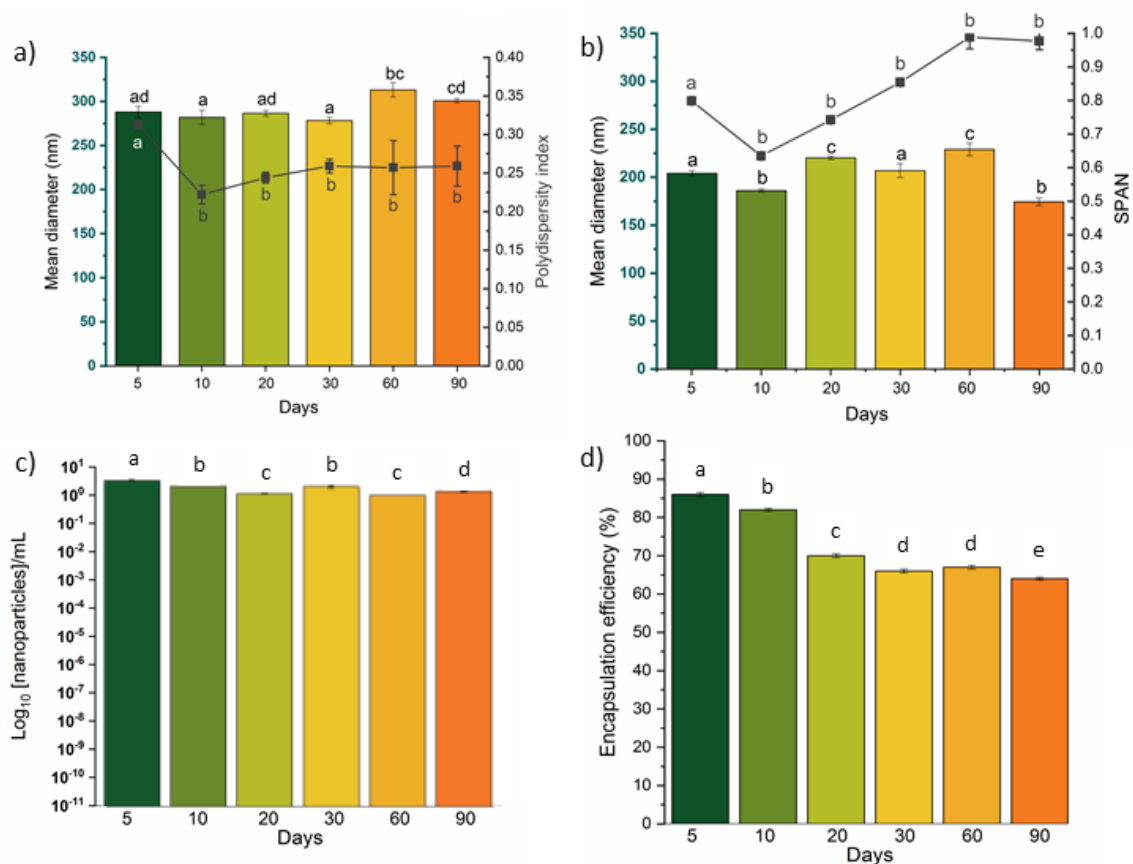 a)
350
300
250
200
150
100
50
0
Mean diameter (nm)
ad
a
ad
a
bc
cd
a
b
b
b
b
b
0.40
0.35
0.30
0.25
0.20
0.15
0.10
0.05
0.00
Polydispersity index
5 10 20 30 60 90
Days
b)
350
300
250
200
150
100
50
0
Mean diameter (nm)
a
b
b
b
b
b
a
b
c
a
c
b
1.0
0.9
0.8
0.7
0.6
0.5
0.4
0.3
0.2
0.1
0.0
SPAN
5 10 20 30 60 90
Days
c)
10¹
10⁰
10⁻¹
10⁻²
10⁻³
10⁻⁴
10⁻⁵
10⁻⁶
10⁻⁷
10⁻⁸
10⁻⁹
10⁻¹⁰
10⁻¹¹
Log₁₀ [nanoparticles]/mL
a b c b c d
5 10 20 30 60 90
Days
d)
100
90
80
70
60
50
40
30
20
10
0
Encapsulation efficiency (%)
a
b
c
d
d
e
5 10 20 30 60 90
Days